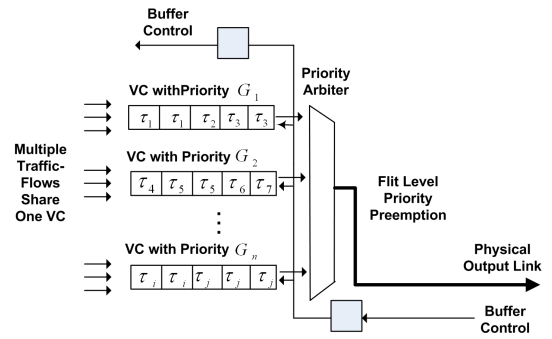 Buffer
Control
Priority
Arbiter
VC withPriority G₁
τ₁ τ₁ τ₂ τ₃ τ₃
Multiple
Traffic-
Flows
Share
One VC
VC with Priority G₂
τ₄ τ₅ τ₅ τ₆ τ₇
Flit Level
Priority
Preemption
⋮
VC with Priority Gₙ
τᵢ τᵢ τⱼ τⱼ τⱼ
Physical
Output Link
Buffer
Control